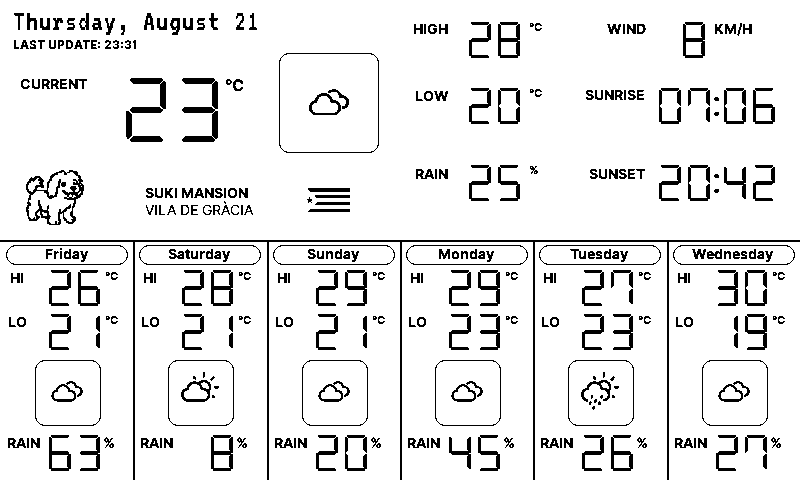 Thursday, August 21
LAST UPDATE: 23:31
CURRENT 23 °C
SUKI MANSION
VILA DE GRÀCIA
HIGH 28 °C
LOW 20 °C
RAIN 25 %
WIND 8 KM/H
SUNRISE 07:06
SUNSET 20:42
Friday
HI 26 °C
LO 21 °C
RAIN 63 %
Saturday
HI 28 °C
LO 21 °C
RAIN 8 %
Sunday
HI 29 °C
LO 21 °C
RAIN 20 %
Monday
HI 29 °C
LO 23 °C
RAIN 45 %
Tuesday
HI 27 °C
LO 23 °C
RAIN 26 %
Wednesday
HI 30 °C
LO 19 °C
RAIN 27 %